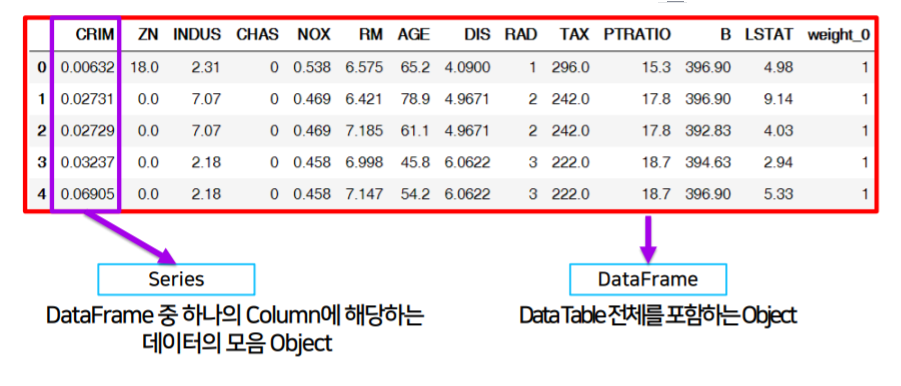 CRIM ZN INDUS CHAS NOX RM AGE DIS RAD TAX PTRATIO B LSTAT weight_0
0 0.00632 18.0 2.31 0 0.538 6.575 65.2 4.0900 1 296.0 15.3 396.90 4.98 1
1 0.02731 0.0 7.07 0 0.469 6.421 78.9 4.9671 2 242.0 17.8 396.90 9.14 1
2 0.02729 0.0 7.07 0 0.469 7.185 61.1 4.9671 2 242.0 17.8 392.83 4.03 1
3 0.03237 0.0 2.18 0 0.458 6.998 45.8 6.0622 3 222.0 18.7 394.63 2.94 1
4 0.06905 0.0 2.18 0 0.458 7.147 54.2 6.0622 3 222.0 18.7 396.90 5.33 1
Series
DataFrame 중 하나의 Column에 해당하는
데이터의 모음 Object
DataFrame
Data Table 전체를 포함하는 Object